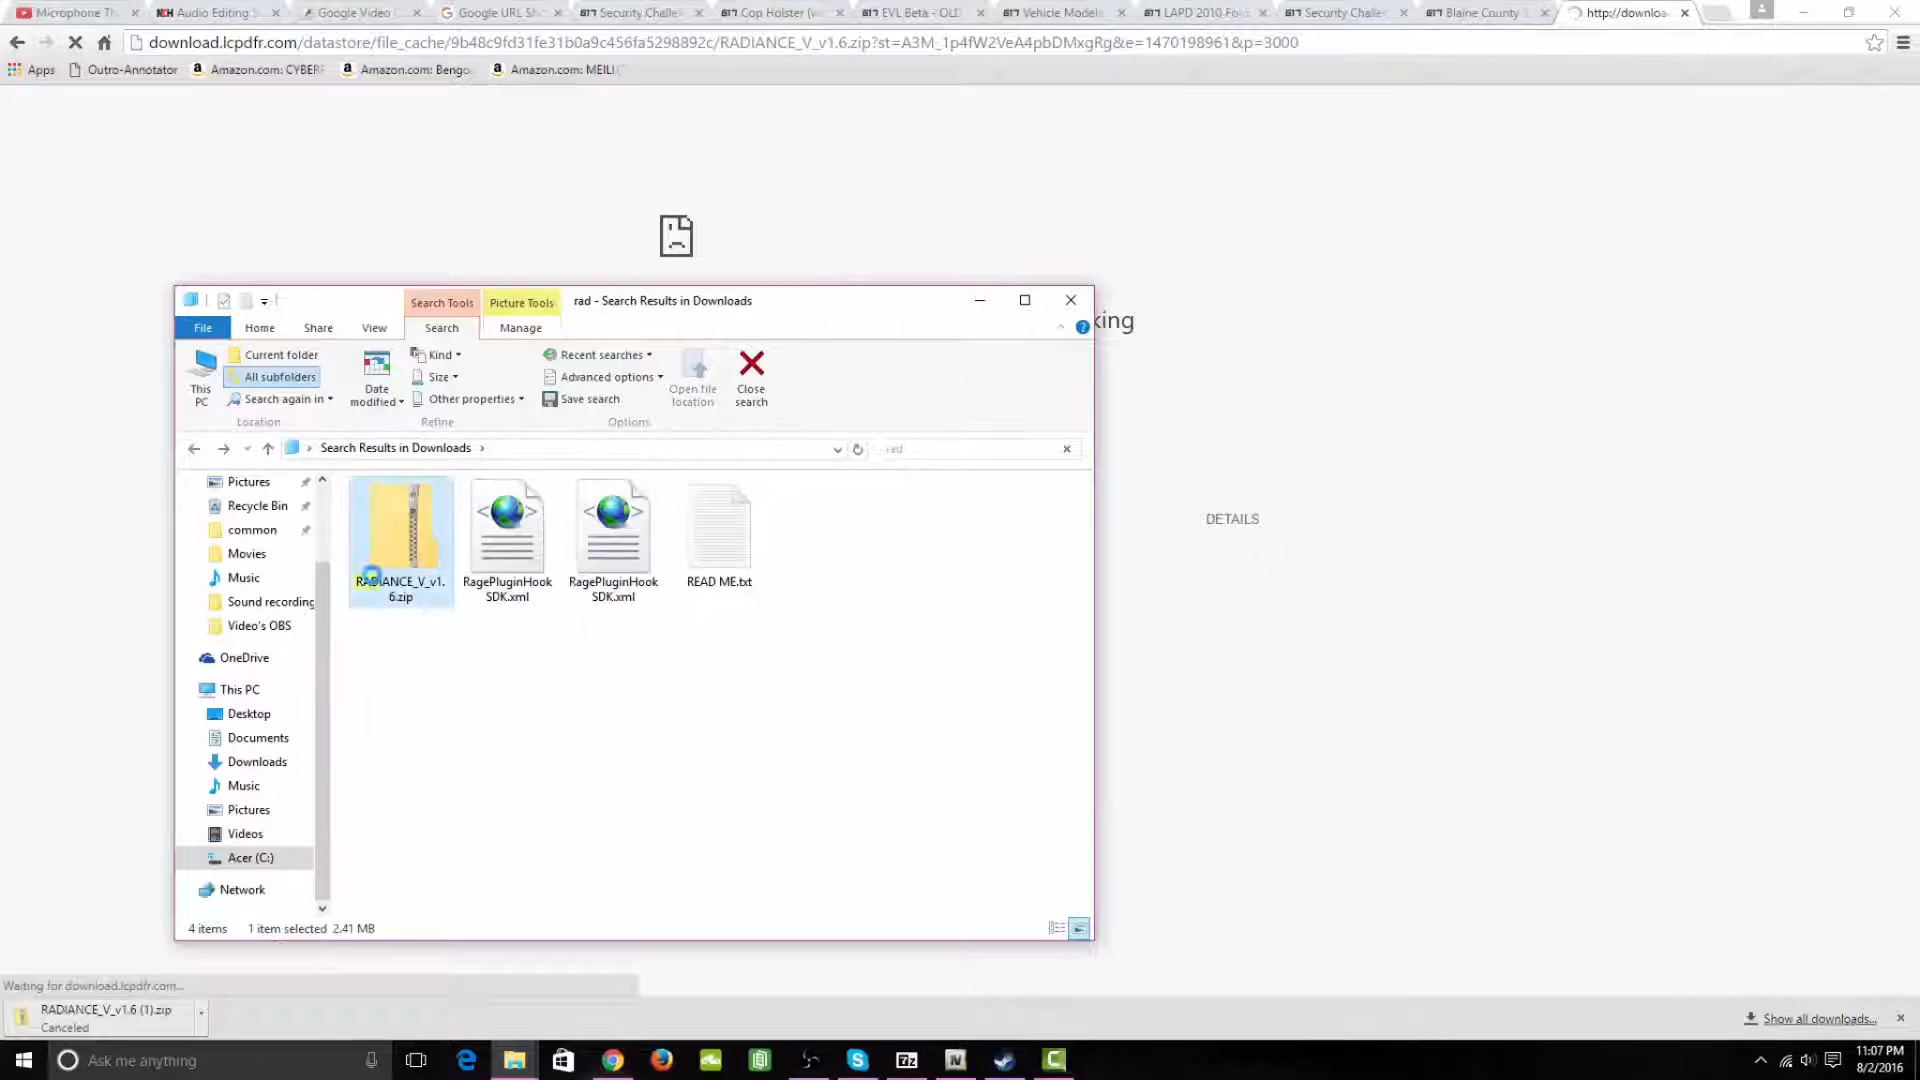 Microphone Th
NCH Audio Editing S
Google Video C
Google URL Sh
Security Challe
Cop Holster (w
EVL Beta - OLD
Vehicle Models
LAPD 2010 Ford
Security Challe
Blaine County S
http://downloa
download.lcpdfr.com/datastore/file_cache/9b48c9fd31fe31b0a9c456fa5298892c/RADIANCE_V_v1.6.zip?st=A3M_1p4fW2VeA4pbDMxgRg&e=1470198961&p=3000
Apps
Outro-Annotator
Amazon.com: CYBERP
Amazon.com: Bengo
Amazon.com: MEILI
king
DETAILS
Search Tools
Picture Tools
rad - Search Results in Downloads
File
Home
Share
View
Search
Manage
This PC
Current folder
All subfolders
Search again in
Location
Date modified
Kind
Size
Other properties
Refine
Recent searches
Advanced options
Save search
Open file location
Options
Close search
Search Results in Downloads
rad
Pictures
Recycle Bin
common
Movies
Music
Sound recording
Video's OBS
OneDrive
This PC
Desktop
Documents
Downloads
Music
Pictures
Videos
Acer (C:)
Network
RADIANCE_V_v1.
6.zip
RagePluginHook
SDK.xml
RagePluginHook
SDK.xml
READ ME.txt
4 items
1 item selected 2.41 MB
Waiting for download.lcpdfr.com...
RADIANCE_V_v1.6 (1).zip
Canceled
Show all downloads...
Ask me anything
11:07 PM
8/2/2016